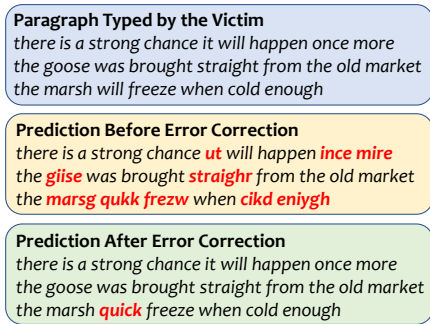 Paragraph Typed by the Victim
there is a strong chance it will happen once more
the goose was brought straight from the old market
the marsh will freeze when cold enough
Prediction Before Error Correction
there is a strong chance ut will happen ince mire
the giise was brought straighr from the old market
the marsg qukk frezw when cikd eniygh
Prediction After Error Correction
there is a strong chance it will happen once more
the goose was brought straight from the old market
the marsh quick freeze when cold enough